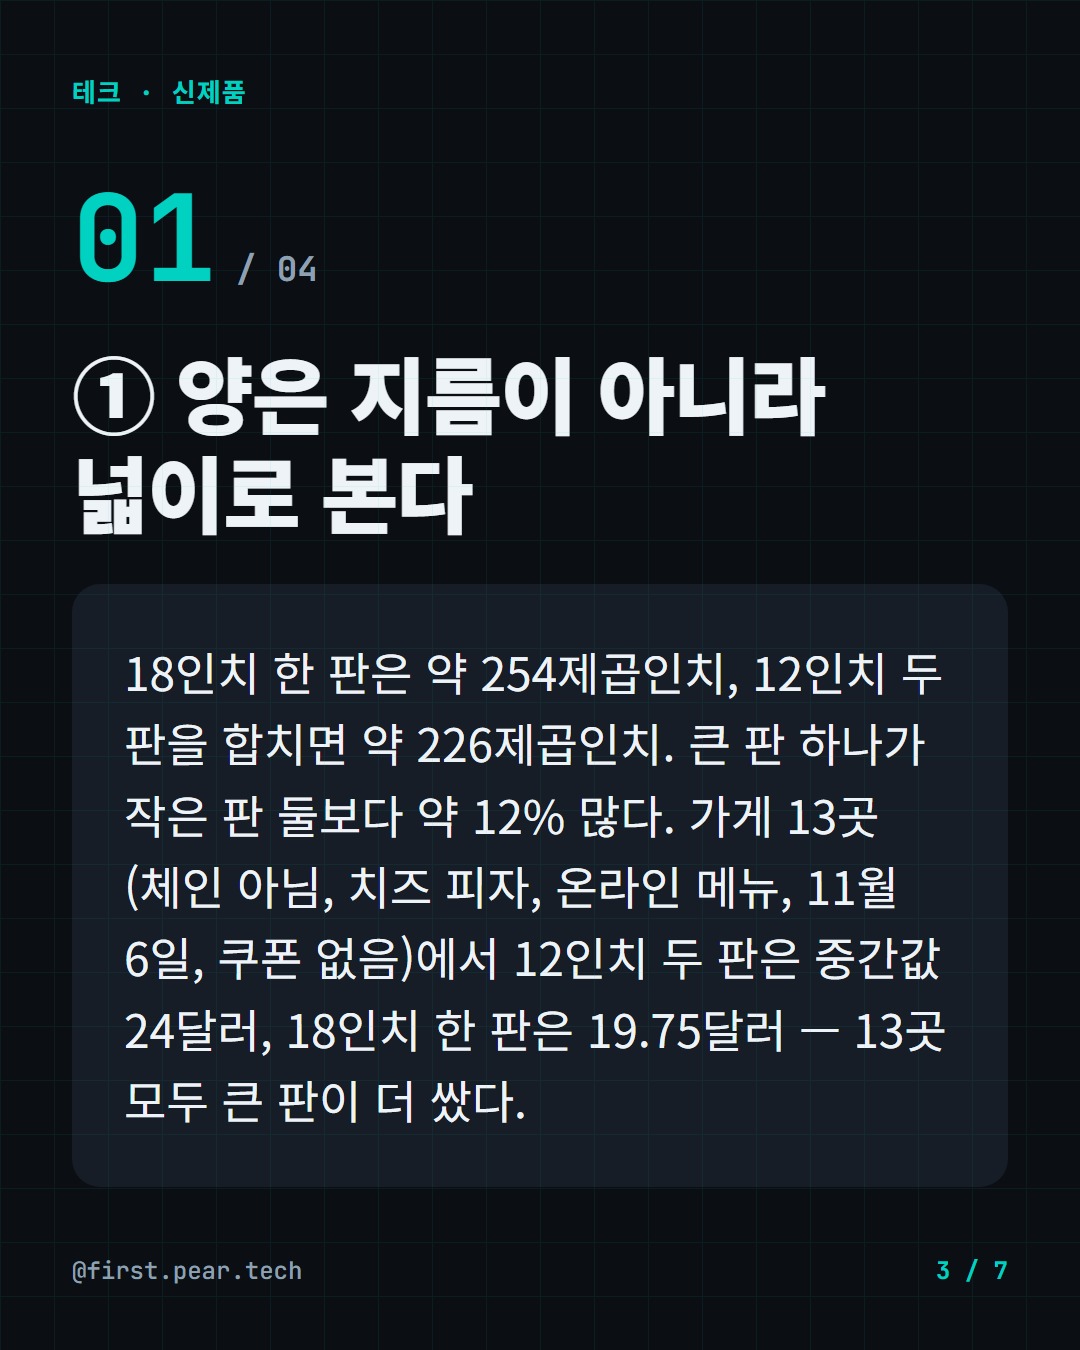 테크 · 신제품
01 / 04
① 양은 지름이 아니라
넓이로 본다
18인치 한 판은 약 254제곱인치, 12인치 두
판을 합치면 약 226제곱인치. 큰 판 하나가
작은 판 둘보다 약 12% 많다. 가게 13곳
(체인 아님, 치즈 피자, 온라인 메뉴, 11월
6일, 쿠폰 없음)에서 12인치 두 판은 중간값
24달러, 18인치 한 판은 19.75달러 — 13곳
모두 큰 판이 더 쌌다.
@first.pear.tech
3 / 7